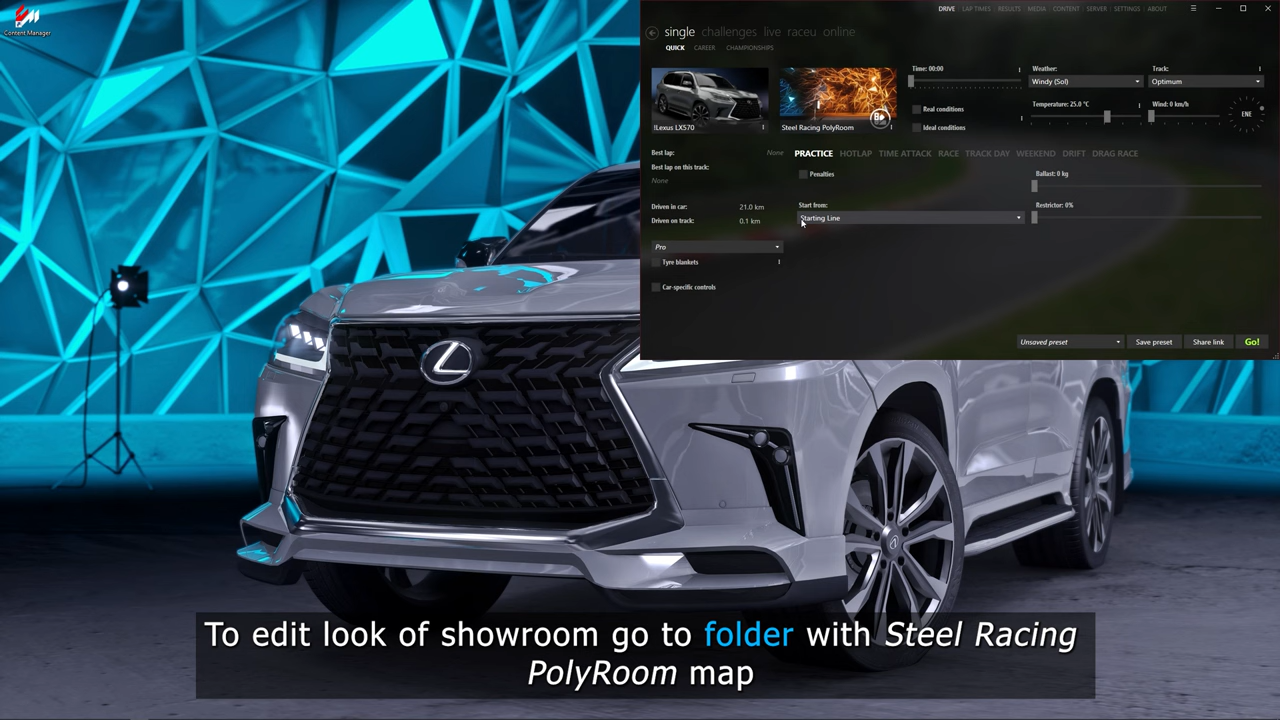 Content Manager
DRIVE LAP TIMES RESULTS MEDIA CONTENT SERVER SETTINGS ABOUT
single challenges live raceu online
QUICK CAREER CHAMPIONSHIPS
!Lexus LX570
Steel Racing PolyRoom
Time: 00:00
Weather:
Windy (Sol)
Track:
Optimum
Real conditions
Ideal conditions
Temperature: 25.0 °C
Wind: 0 km/h
ENE
Best lap: None
Best lap on this track:
None
Driven in car: 21.0 km
Driven on track: 0.1 km
Pro
Tyre blankets
Car-specific controls
PRACTICE HOTLAP TIME ATTACK RACE TRACK DAY WEEKEND DRIFT DRAG RACE
Penalties
Ballast: 0 kg
Start from:
Starting Line
Restrictor: 0%
Unsaved preset Save preset Share link Go!
To edit look of showroom go to folder with Steel Racing
PolyRoom map